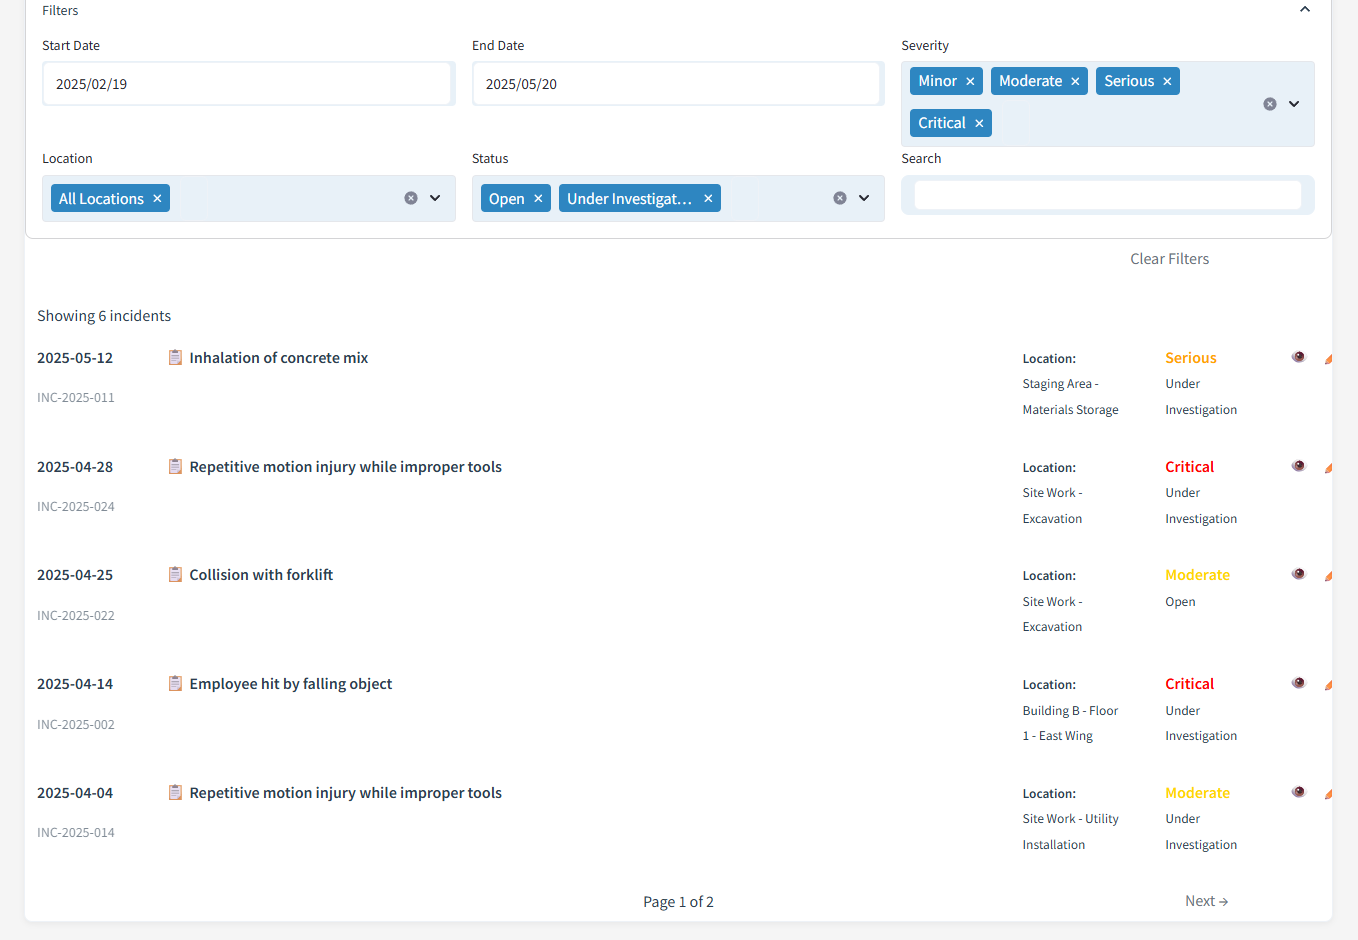 Filters
Start Date
End Date
Severity
2025/02/19
2025/05/20
Minor × Moderate × Serious ×
Critical ×
Location
Status
Search
All Locations ×
Open × Under Investigat... ×
Clear Filters
Showing 6 incidents
2025-05-12
INC-2025-011
Inhalation of concrete mix
Location:
Staging Area -
Materials Storage
Serious
Under
Investigation
2025-04-28
INC-2025-024
Repetitive motion injury while improper tools
Location:
Site Work -
Excavation
Critical
Under
Investigation
2025-04-25
INC-2025-022
Collision with forklift
Location:
Site Work -
Excavation
Moderate
Open
2025-04-14
INC-2025-002
Employee hit by falling object
Location:
Building B - Floor
1 - East Wing
Critical
Under
Investigation
2025-04-04
INC-2025-014
Repetitive motion injury while improper tools
Location:
Site Work - Utility
Installation
Moderate
Under
Investigation
Page 1 of 2
Next →